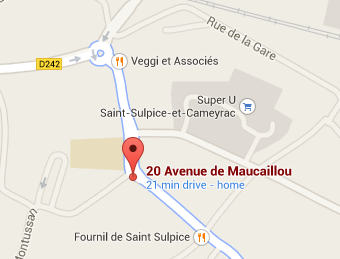 Rue de la Gare
D242
Veggi et Associés
Super U
Saint-Sulpice-et-Cameyrac
20 Avenue de Maucaillou
21 min drive - home
Montussan
Fournil de Saint Sulpice